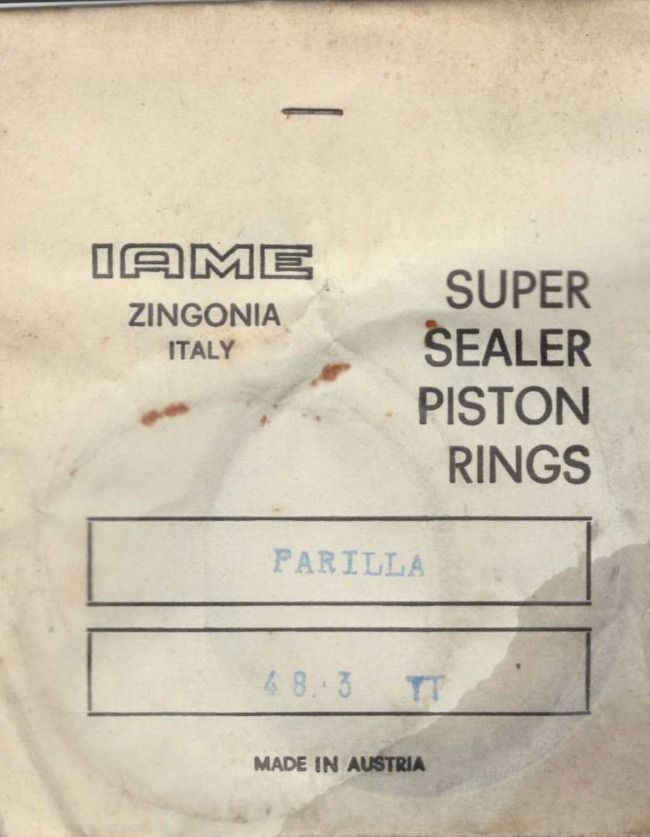 IAME
ZINGONIA
ITALY
SUPER
SEALER
PISTON
RINGS
PARILLA
48.3 TT
MADE IN AUSTRIA